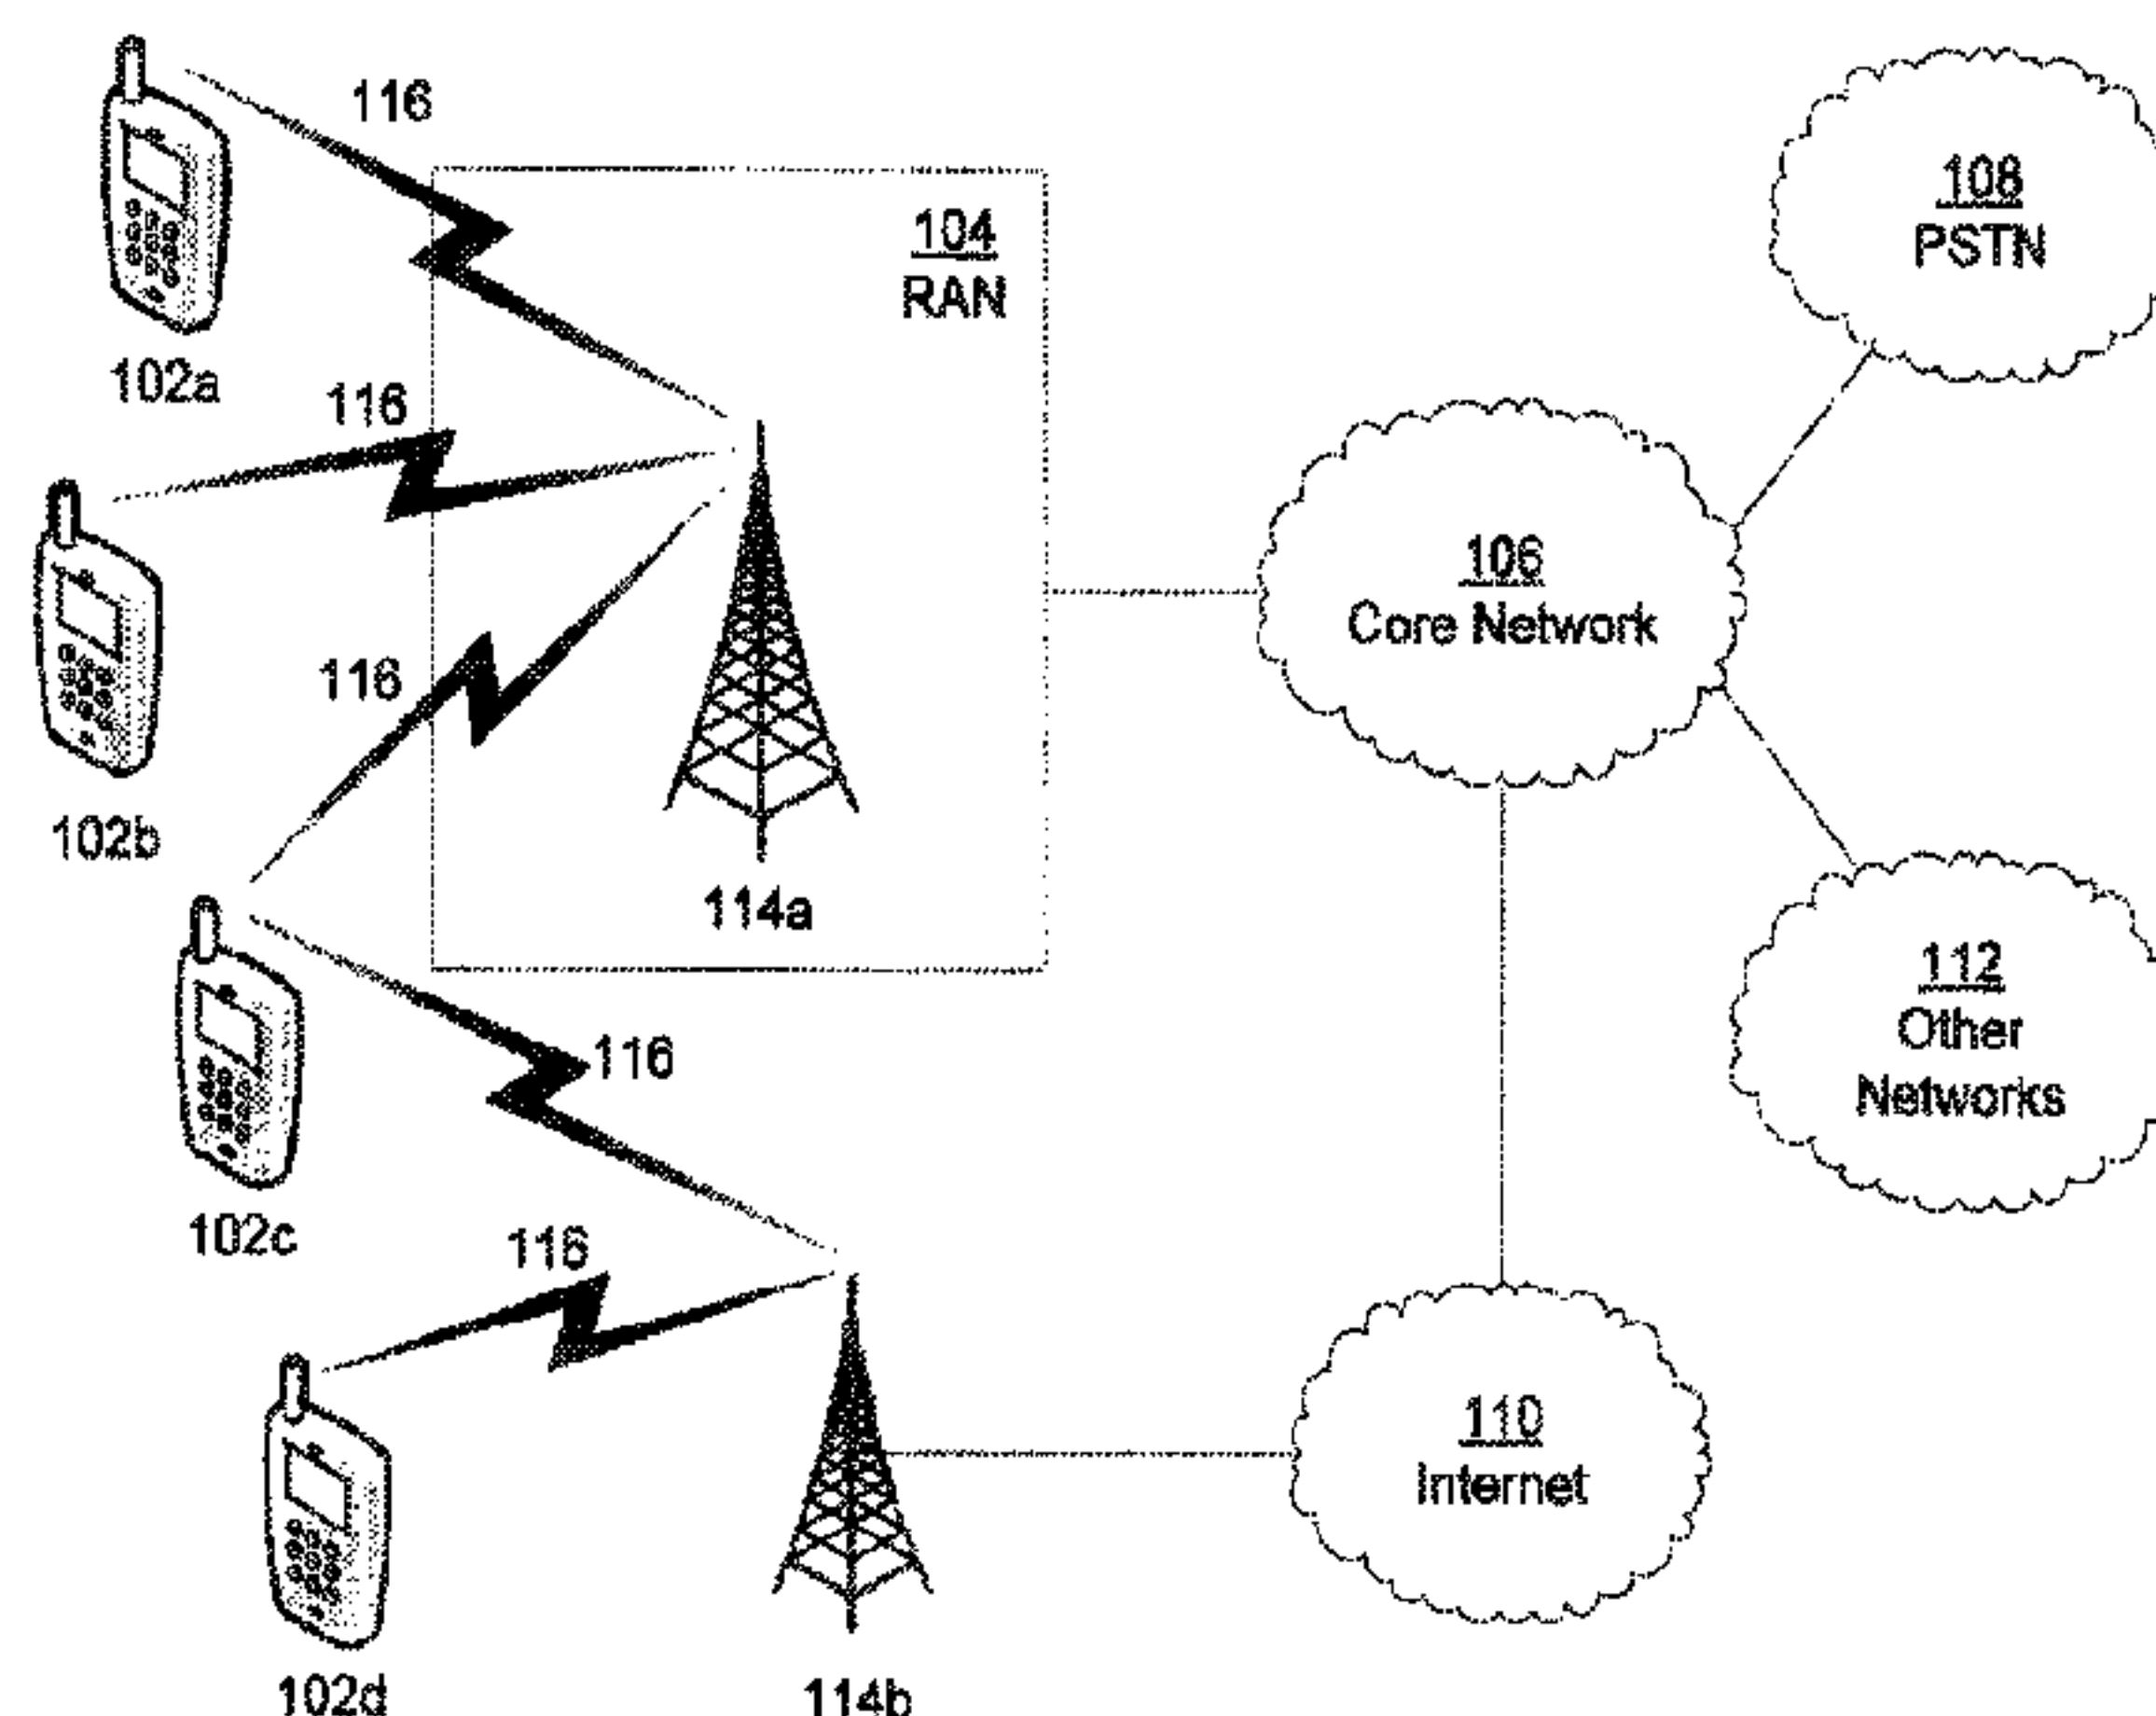 116
108
PSTN
104
RAN
102a
116
106
Core Network
116
102b
114a
112
Other
Networks
116
102c
116
110
Internet
102d
114b